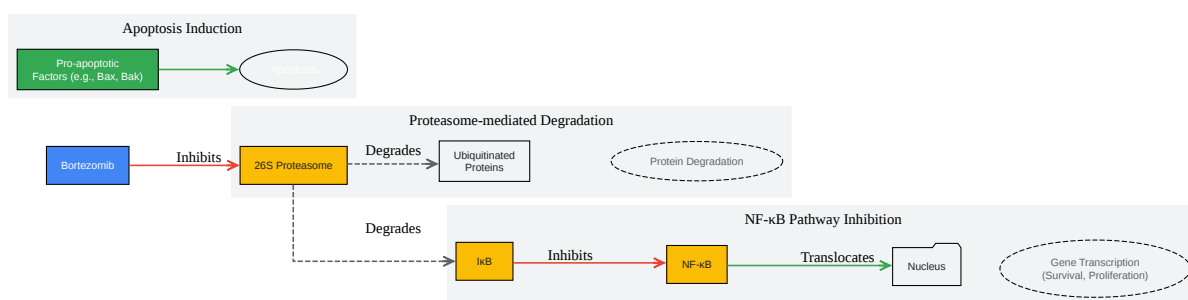 Apoptosis Induction
Pro-apoptotic
Factors (e.g., Bax, Bak)
Apoptosis
Proteasome-mediated Degradation
Bortezomib
Inhibits
26S Proteasome
Degrades
Ubiquitinated
Proteins
Protein Degradation
Degrades
NF-κB Pathway Inhibition
IκB
Inhibits
NF-κB
Translocates
Nucleus
Gene Transcription
(Survival, Proliferation)